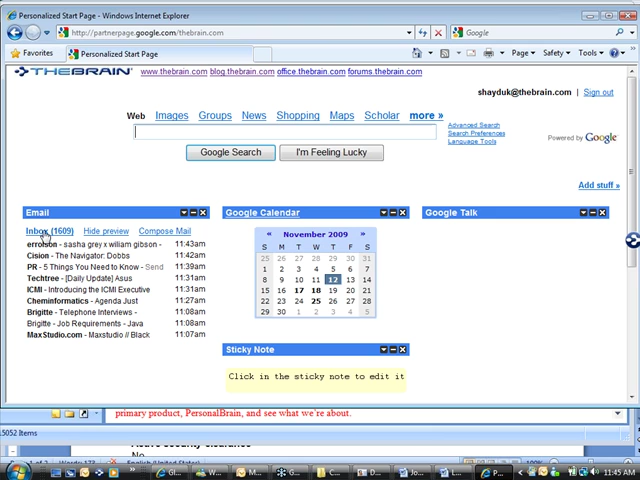 Personalized Start Page - Windows Internet Explorer
http://partnerpage.google.com/thebrain.com
Google
Favorites
Personalized Start Page
Page
Safety
Tools
THEBRAIN
www.thebrain.com blog.thebrain.com office.thebrain.com forums.thebrain.com
shayduk@thebrain.com | Sign out
Web Images Groups News Shopping Maps Scholar more »
Advanced Search
Search Preferences
Language Tools
Powered by Google
Google Search
I'm Feeling Lucky
Add stuff »
Email
Inbox (1609) Hide preview Compose Mail
errolson - sasha grey x wiliam gibson - 11:43am
Cision - The Navigator: Dobbs 11:42am
PR - 5 Things You Need to Know - Send 11:39am
Techtree - [Daily Update] Asus 11:31am
ICMI - Introducing the ICMI Executive 11:27am
Cheminformatics - Agenda Just 11:27am
Brigitte - Telephone Interviews - 11:08am
Brigitte - Job Requirements - Java 11:08am
MaxStudio.com - Maxstudio // Black 11:07am
Google Calendar
« November 2009 »
S M T W T F S
25 26 27 28 29 30 31
1 2 3 4 5 6 7
8 9 10 11 12 13 14
15 16 17 18 19 20 21
22 23 24 25 26 27 28
29 30 1 2 3 4 5
Google Talk
Sticky Note
Click in the sticky note to edit it
primary product, PersonalBrain, and see what we're about.
15052 Items
No
English (United States)
100%
11:45 AM